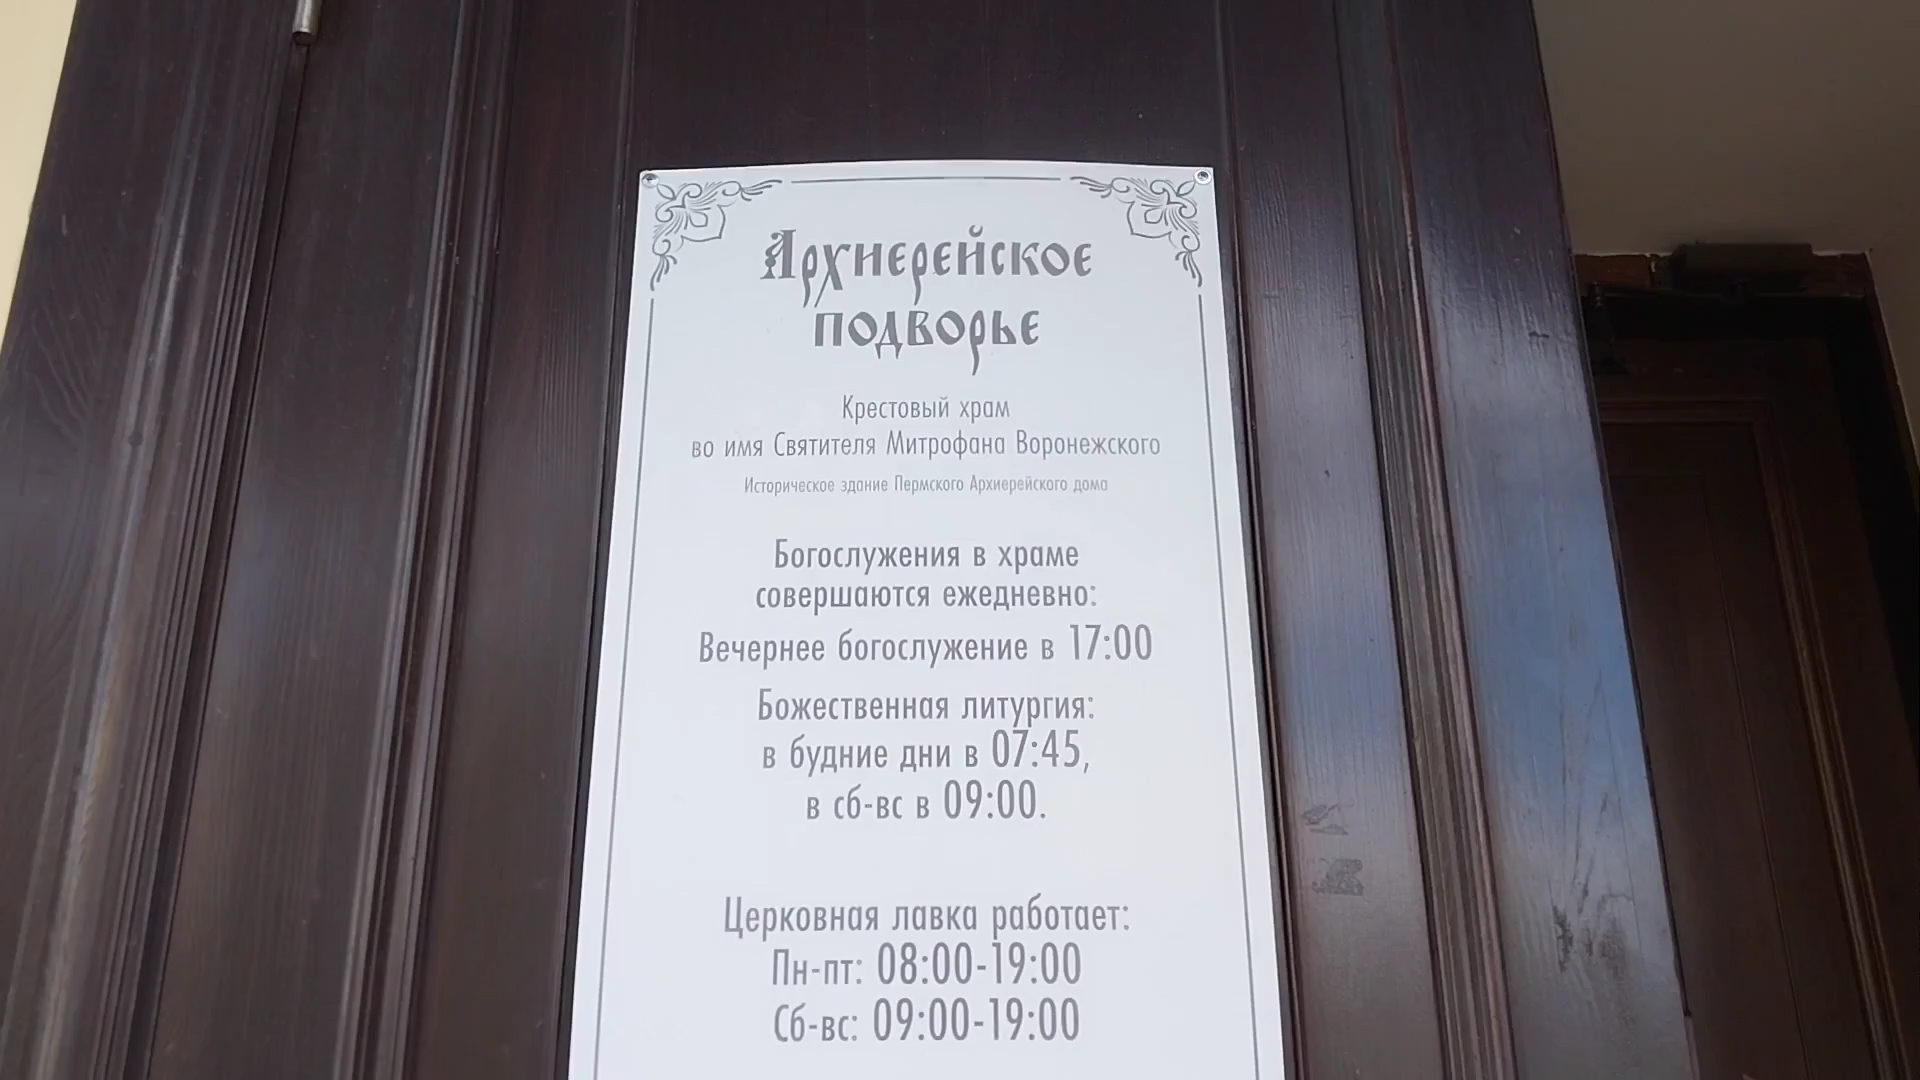 Архиерейское
подворье
Крестовый храм
во имя Святителя Митрофана Воронежского
Историческое здание Пермского Архиерейского дома
Богослужения в храме
совершаются ежедневно:
Вечернее богослужение в 17:00
Божественная литургия:
в будние дни в 07:45,
в сб-вс в 09:00.
Церковная лавка работает:
Пн-пт: 08:00-19:00
Сб-вс: 09:00-19:00